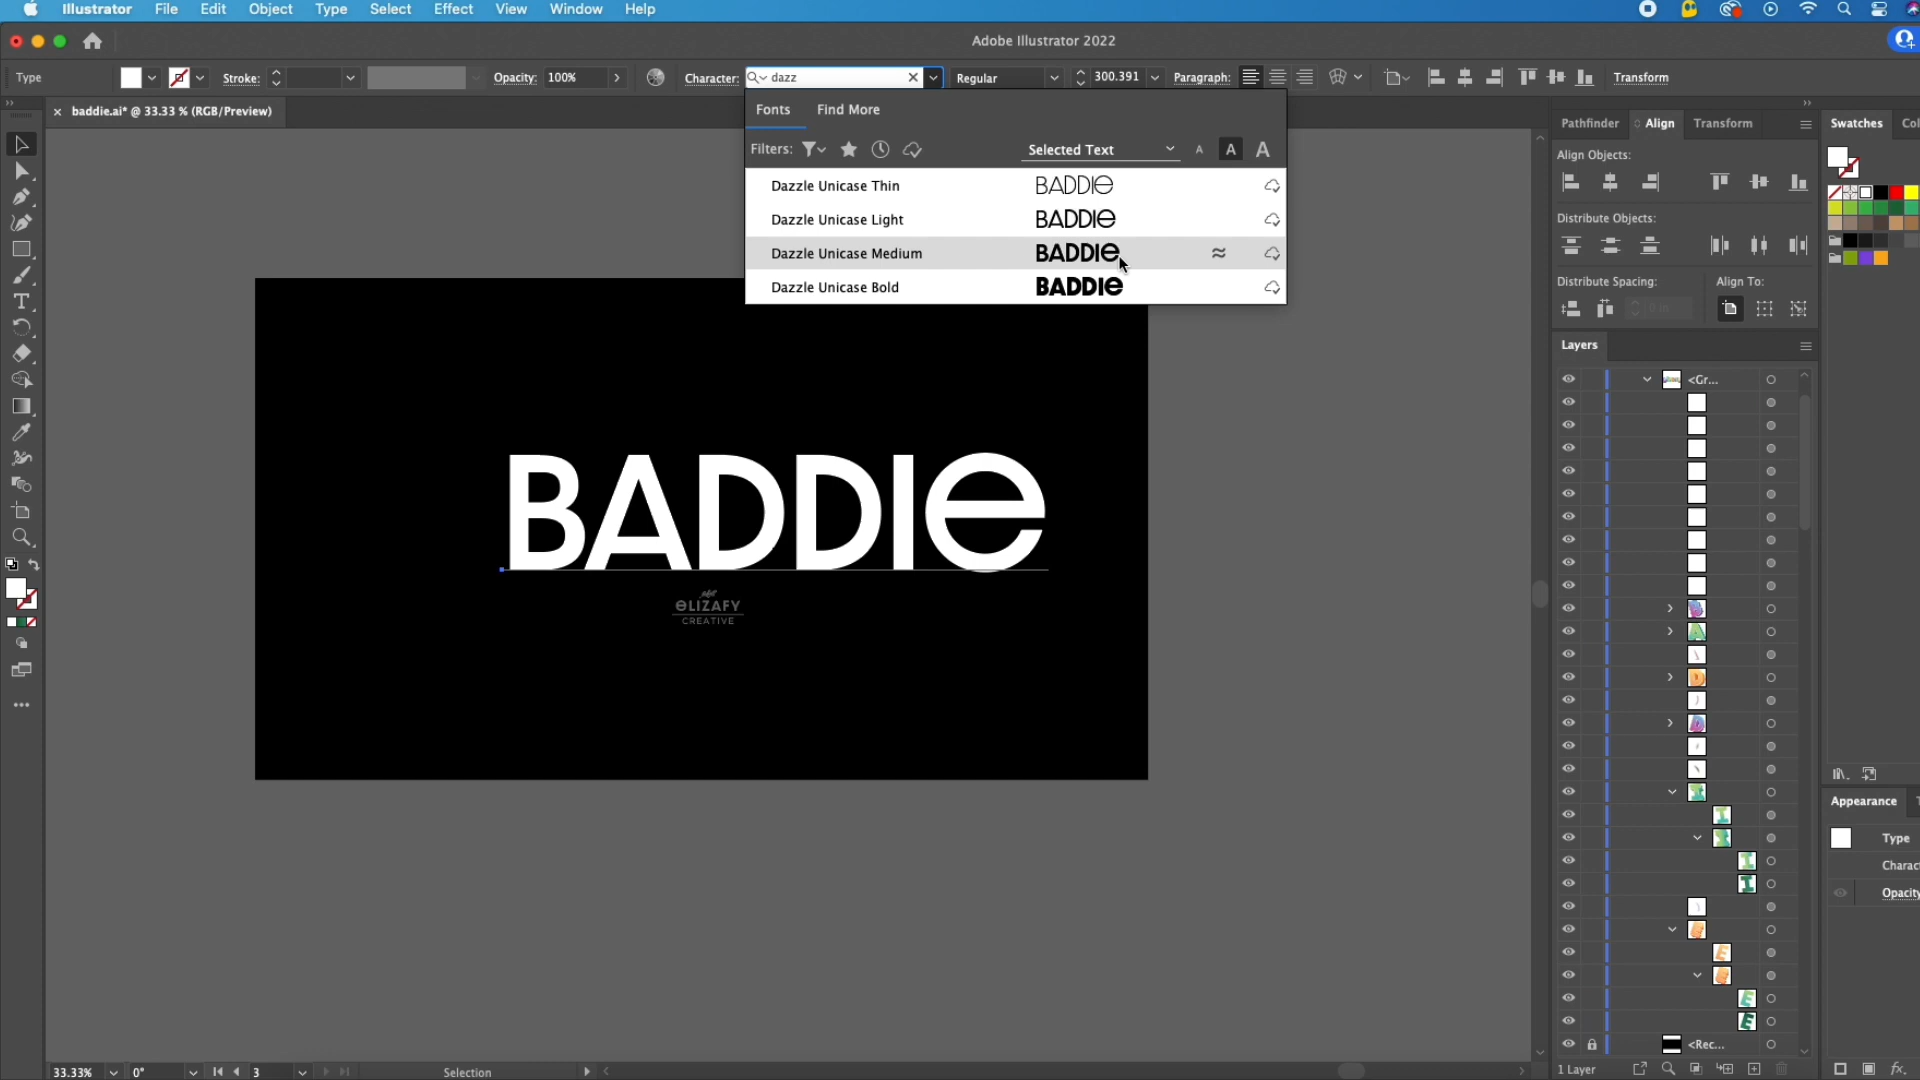 Illustrator File Edit Object Type Select Effect View Window Help
Adobe Illustrator 2022
Type Stroke: Opacity: 100% Character: dazz Regular 300.391 Paragraph: Transform
baddie.ai* @ 33.33 % (RGB/Preview)
Fonts Find More
Filters: Selected Text A A A
Dazzle Unicase Thin BADDIe
Dazzle Unicase Light BADDIe
Dazzle Unicase Medium BADDIe
Dazzle Unicase Bold BADDIe
Pathfinder Align Transform
Align Objects:
Distribute Objects:
Distribute Spacing: Align To:
0 in
Layers
<Gr...
<Rec...
1 Layer
Swatches Col
Appearance
Type
Charac
Opacity
BADDIe
eLIZAFY
CREATIVE
33.33% 0° 3 Selection